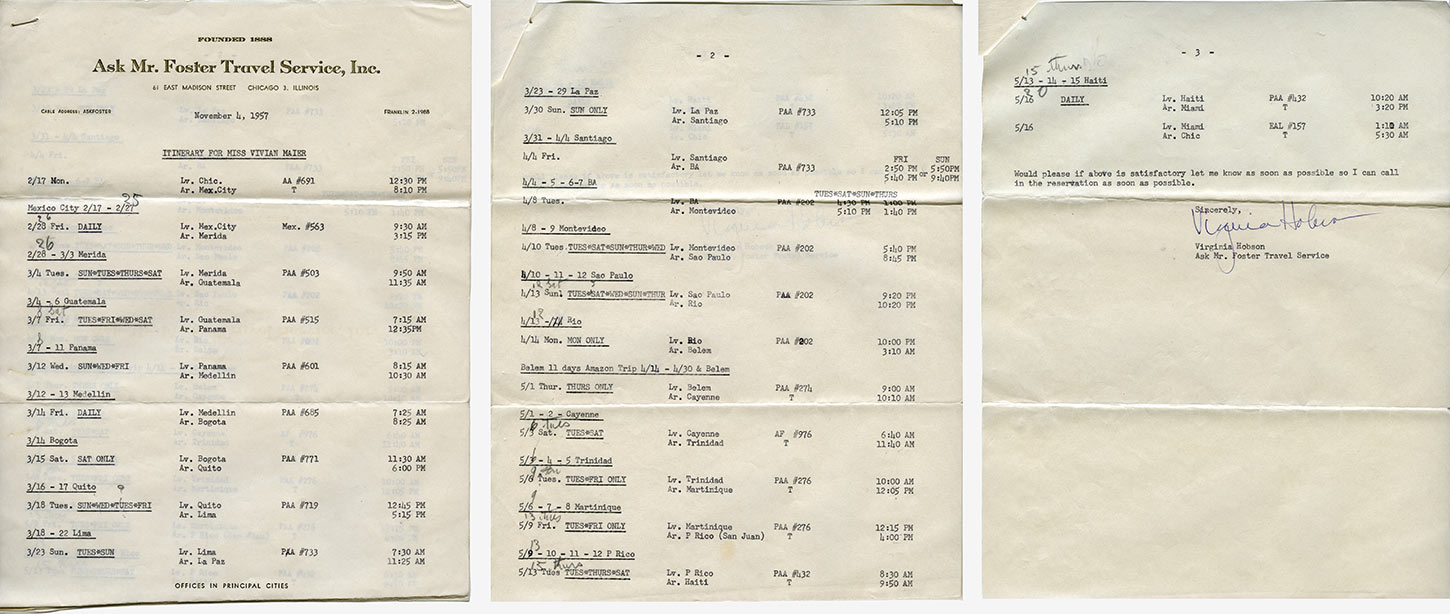 FOUNDED 1888
Ask Mr. Foster Travel Service, Inc.
61 EAST MADISON STREET CHICAGO 3, ILLINOIS
CABLE ADDRESS: ASKFOSTER
November 4, 1957
FRANKLIN 2-1988
ITINERARY FOR MISS VIVIAN MAIER
2/17 Mon. Lv. Chic. AA #691 12:30 PM
Ar. Mex.City T 8:10 PM
25
Mexico City 2/17 - 2/27
26
2/28 Fri. DAILY Lv. Mex.City Mex. #563 9:30 AM
Ar. Merida 3:15 PM
26
2/28 - 3/3 Merida
3/4 Tues. SUN*TUES*THURS*SAT Lv. Merida PAA #503 9:50 AM
Ar. Guatemala 11:35 AM
3/4 - 6 Guatemala
8 Sat
3/7 Fri. TUES*FRI*WED*SAT Lv. Guatemala PAA #515 7:15 AM
Ar. Panama 12:35PM
8
3/7 - 11 Panama
3/12 Wed. SUN*WED*FRI Lv. Panama PAA #601 8:15 AM
Ar. Medellin 10:30 AM
3/12 - 13 Medellin
3/14 Fri. DAILY Lv. Medellin PAA #685 7:25 AM
Ar. Bogota 8:25 AM
3/14 Bogota
3/15 Sat. SAT ONLY Lv. Bogota PAA #771 11:30 AM
Ar. Quito 6:00 PM
3/16 - 17 Quito
3/18 Tues. SUN*WED*TUES*FRI Lv. Quito PAA #719 12:45 PM
Ar. Lima 5:15 PM
3/18 - 22 Lima
3/23 Sun. TUES*SUN Lv. Lima PAA #733 7:30 AM
Ar. La Paz 11:25 AM
OFFICES IN PRINCIPAL CITIES
- 2 -
3/23 - 29 La Paz
3/30 Sun. SUN ONLY Lv. La Paz PAA #733 12:05 PM
Ar. Santiago 5:10 PM
3/31 - 4/4 Santiago
4/4 Fri. Lv. Santiago FRI SUN
Ar. BA PAA #733 2:50 PM or 5:50PM
5:40 PM 9:40PM
4/4 - 5 - 6-7 BA
TUES*SAT*SUN*THURS
4/8 Tues. Lv. BA PAA #202 4:30 PM 1:00 PM
Ar. Montevideo 5:10 PM 1:40 PM
4/8 - 9 Montevideo
4/10 Tues. TUES*SAT*SUN*THUR*WED Lv. Montevideo PAA #202 5:40 PM
Ar. Sao Paulo 8:45 PM
4/10 - 11 - 12 Sao Paulo
12 Sat
4/13 Sun. TUES*SAT*WED*SUN*THUR Lv. Sao Paulo PAA #202 9:20 PM
Ar. Rio 10:20 PM
4/13 - Rio
4/14 Mon. MON ONLY Lv. Rio PAA #202 10:00 PM
Ar. Belem 3:10 AM
Belem 11 days Amazon Trip 4/14 - 4/30 & Belem
5/1 Thur. THURS ONLY Lv. Belem PAA #274 9:00 AM
Ar. Cayenne T 10:10 AM
5/1 - 2 - Cayenne
6 tues
5/3 Sat. TUES*SAT Lv. Cayenne AF #976 6:40 AM
Ar. Trinidad T 11:40 AM
5/3 - 4 - 5 Trinidad
9
5/6 Tues. TUES*FRI ONLY Lv. Trinidad PAA #276 10:00 AM
Ar. Martinique T 12:05 PM
9
5/6 - 7 - 8 Martinique
13 tues
5/9 Fri. TUES*FRI ONLY Lv. Martinique PAA #276 12:15 PM
Ar. P Rico (San Juan) T 4:00 PM
13
5/9 - 10 - 11 - 12 P Rico
15 thurs
5/13 Tues TUES*THURS*SAT Lv. P Rico PAA #432 8:30 AM
Ar. Haiti T 9:50 AM
- 3 -
15 thurs
5/13 - 14 - 15 Haiti
20
5/16 DAILY Lv. Haiti PAA #432 10:20 AM
Ar. Miami T 3:20 PM
5/16 Lv. Miami EAL #157 1:10 AM
Ar. Chic T 5:30 AM
Would please if above is satisfactory let me know as soon as possible so I can call
in the reservation as soon as possible.
Sincerely,
Virginia Hobson
Virginia Hobson
Ask Mr. Foster Travel Service